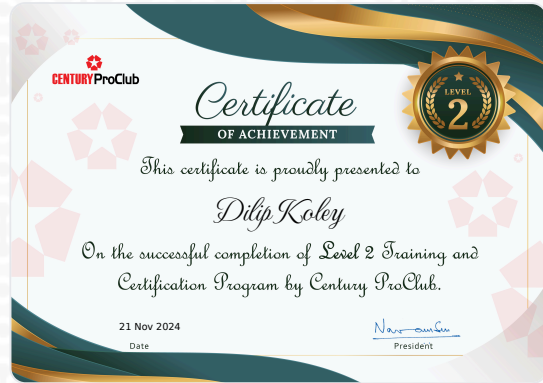 CENTURY ProClub
Certificate
OF ACHIEVEMENT
LEVEL
2
This certificate is proudly presented to
Dilip Koley
On the successful completion of Level 2 Training and
Certification Program by Century ProClub.
21 Nov 2024
Date
President